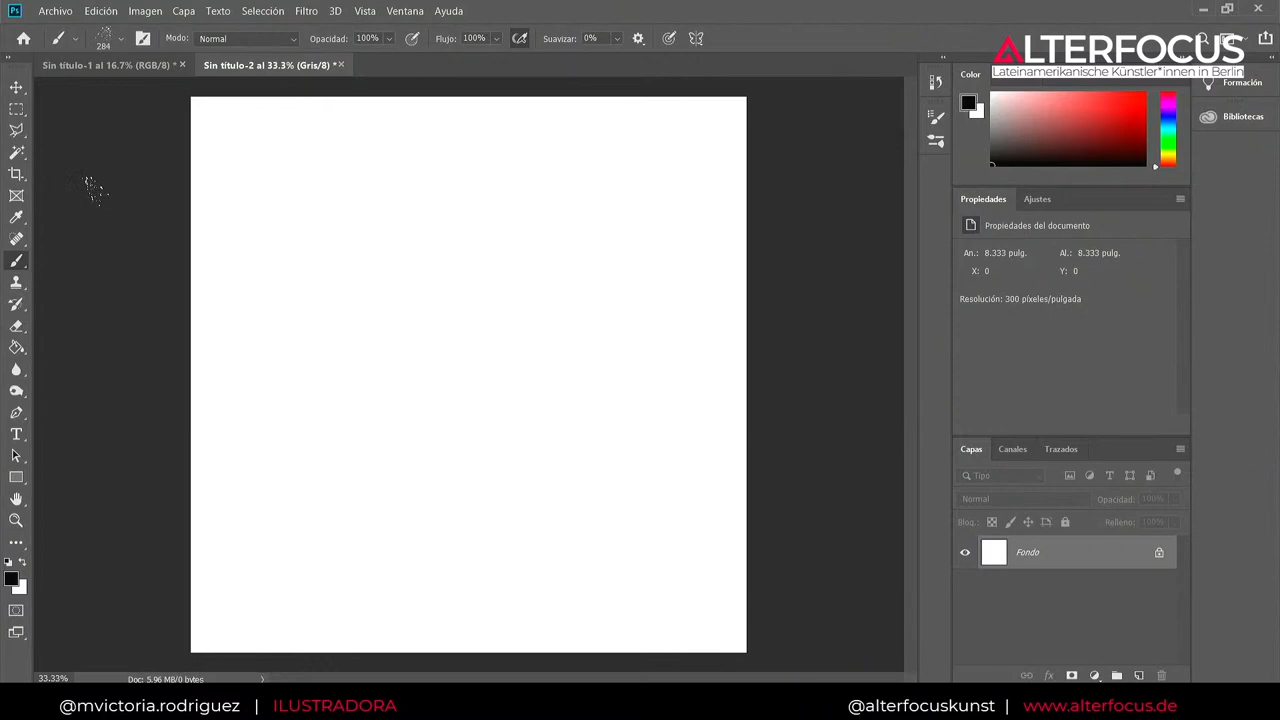 Ps Archivo Edición Imagen Capa Texto Selección Filtro 3D Vista Ventana Ayuda
284 Modo: Normal Opacidad: 100% Flujo: 100% Suavizar: 0%
ALTERFOCUS
Lateinamerikanische Künstler*innen in Berlin
Sin título-1 al 16.7% (RGB/8) * × Sin título-2 al 33.3% (Gris/8) * ×
Color
Formación
Bibliotecas
Propiedades Ajustes
Propiedades del documento
An.: 8.333 pulg. Al.: 8.333 pulg.
X: 0 Y: 0
Resolución: 300 píxeles/pulgada
Capas Canales Trazados
Tipo
Normal Opacidad: 100%
Bloq.: Relleno: 100%
Fondo
33.33% Doc: 5.96 MB/0 bytes
@mvictoria.rodriguez | ILUSTRADORA @alterfocuskunst | www.alterfocus.de